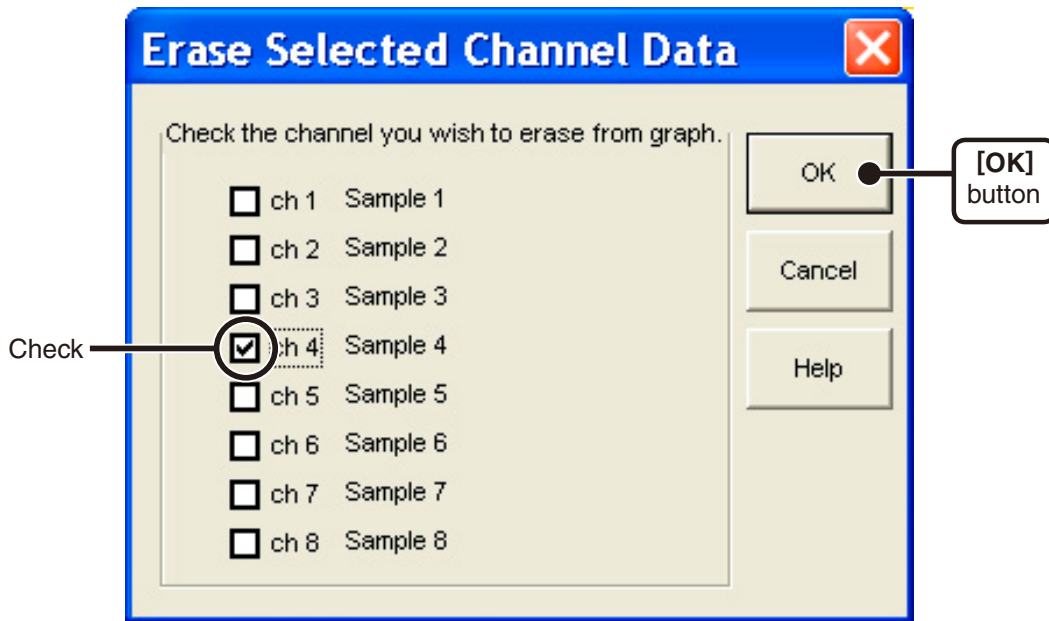 Erase Selected Channel Data
Check the channel you wish to erase from graph.
ch 1 Sample 1
ch 2 Sample 2
ch 3 Sample 3
ch 4 Sample 4
ch 5 Sample 5
ch 6 Sample 6
ch 7 Sample 7
ch 8 Sample 8
OK
Cancel
Help
Check
[OK]
button